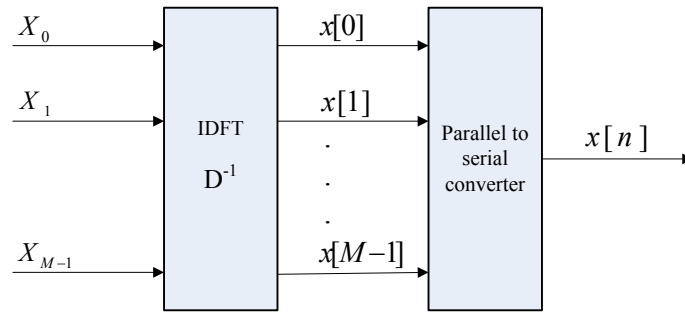 X_0
x[0]
X_1
x[1]
IDFT
D^{-1}
.
.
.
Parallel to
serial
converter
x[n]
X_{M-1}
x[M-1]